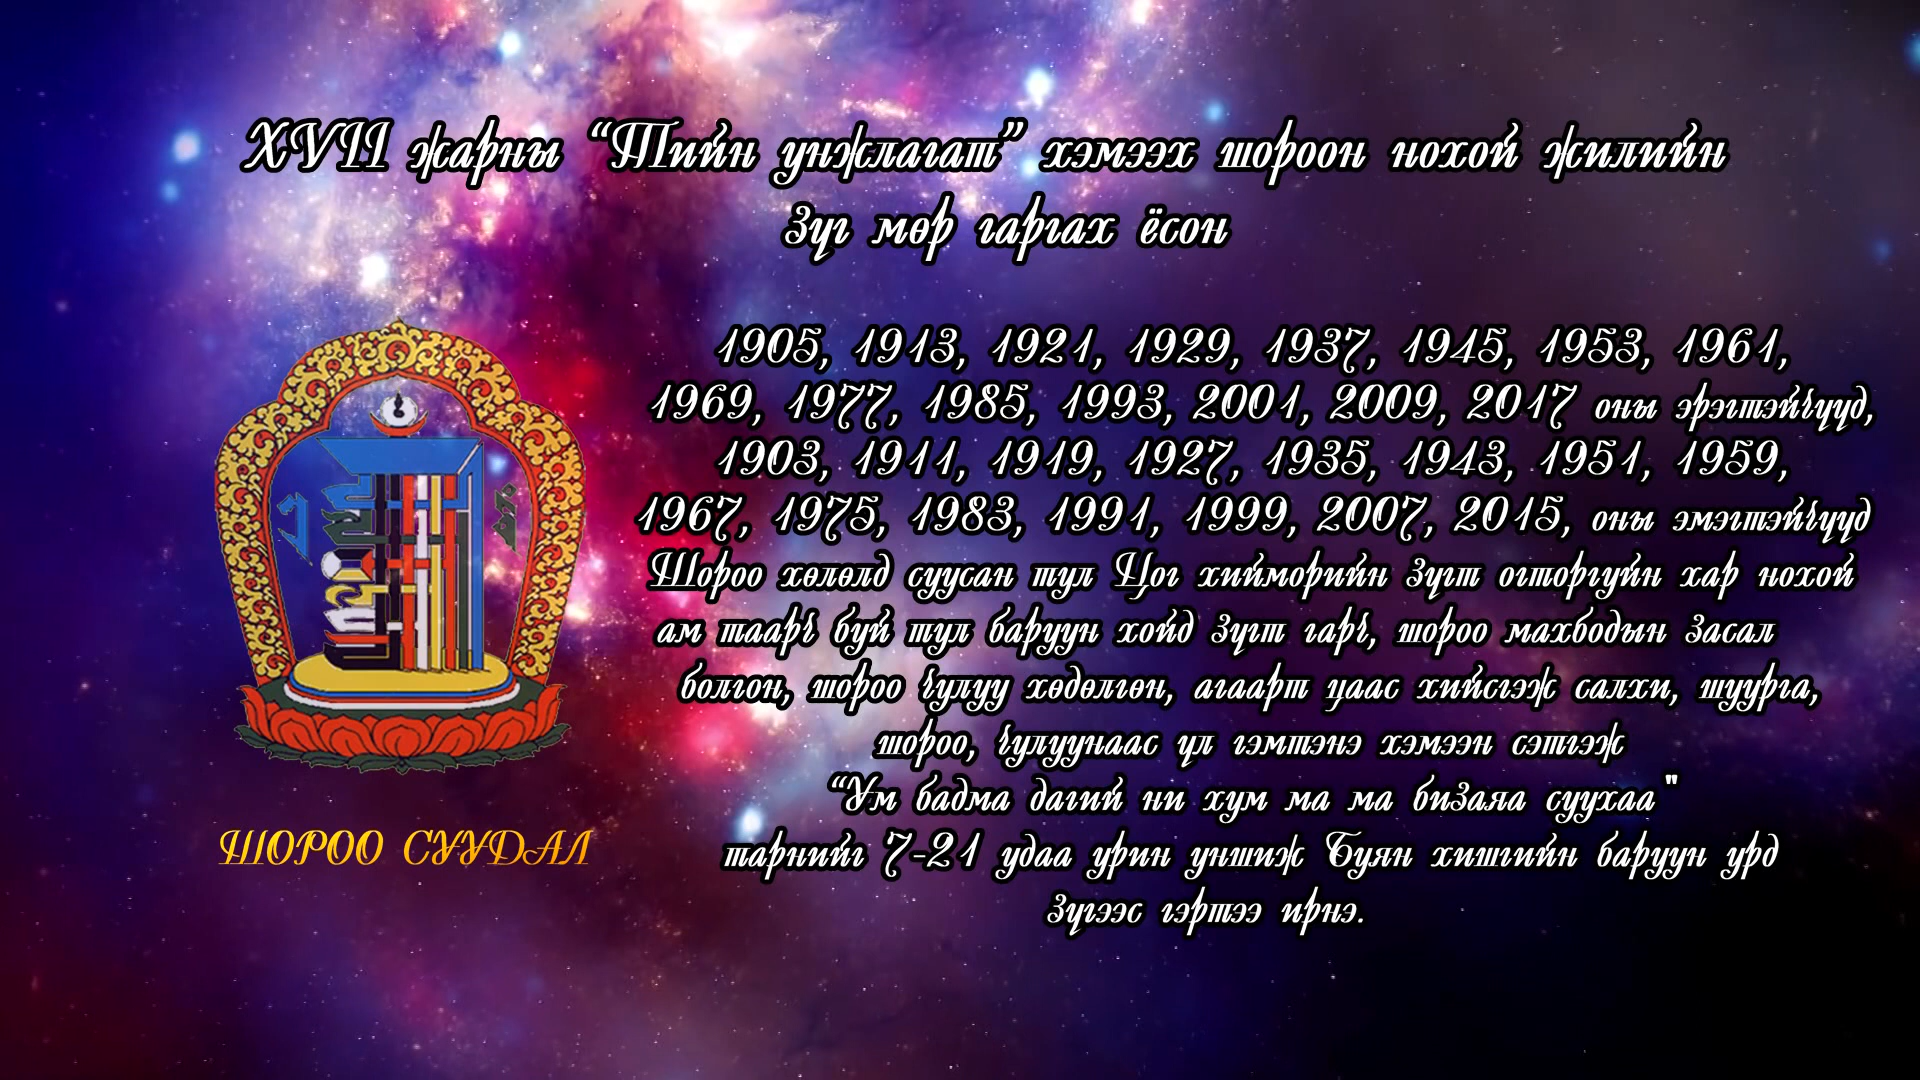 XVII жарны “Тийн унжлагат” хэмээх шороон нохой жилийн
Зүг мөр гаргах ёсон
1905, 1913, 1921, 1929, 1937, 1945, 1953, 1961,
1969, 1977, 1985, 1993, 2001, 2009, 2017 оны эрэгтэйчүүд,
1903, 1911, 1919, 1927, 1935, 1943, 1951, 1959,
1967, 1975, 1983, 1991, 1999, 2007, 2015, оны эмэгтэйчүүд
Шороо хөлөлд суусан тул Цог хийморийн зүгт огторгуйн хар нохой
ам таарч буй тул баруун хойд зүгт гарч, шороо махбодын засал
болгон, шороо чулуу хөдөлгөн, агаарт цаас хийсгэж салхи, шуурга,
шороо, чулуунаас үл гэмтэнэ хэмээн сэтгээж
“Ум бадма дагий ни хум ма ма бизаяа суухаа"
тарнийг 7-21 удаа урин уншиж Буян хишгийн баруун урд
зүгээс гэртээ ирнэ.
ШОРОО СУУДАЛ